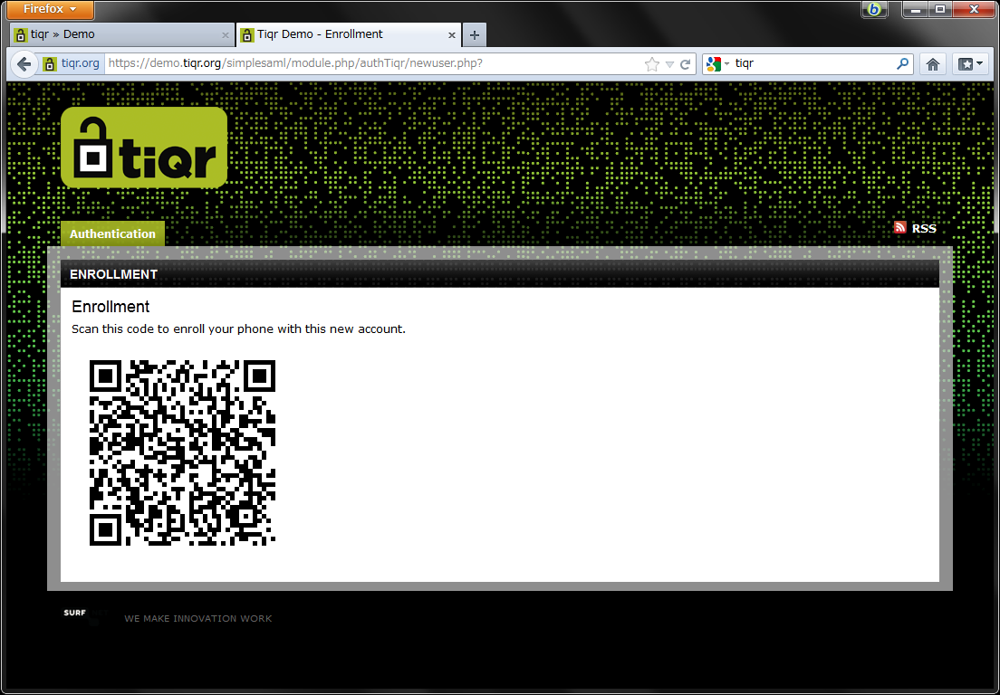 Firefox
tiqr » Demo
Tiqr Demo - Enrollment
tiqr.org
https://demo.tiqr.org/simplesaml/module.php/authTiqr/newuser.php?
tiqr
tiqr
Authentication
RSS
ENROLLMENT
Enrollment
Scan this code to enroll your phone with this new account.
SURF
WE MAKE INNOVATION WORK